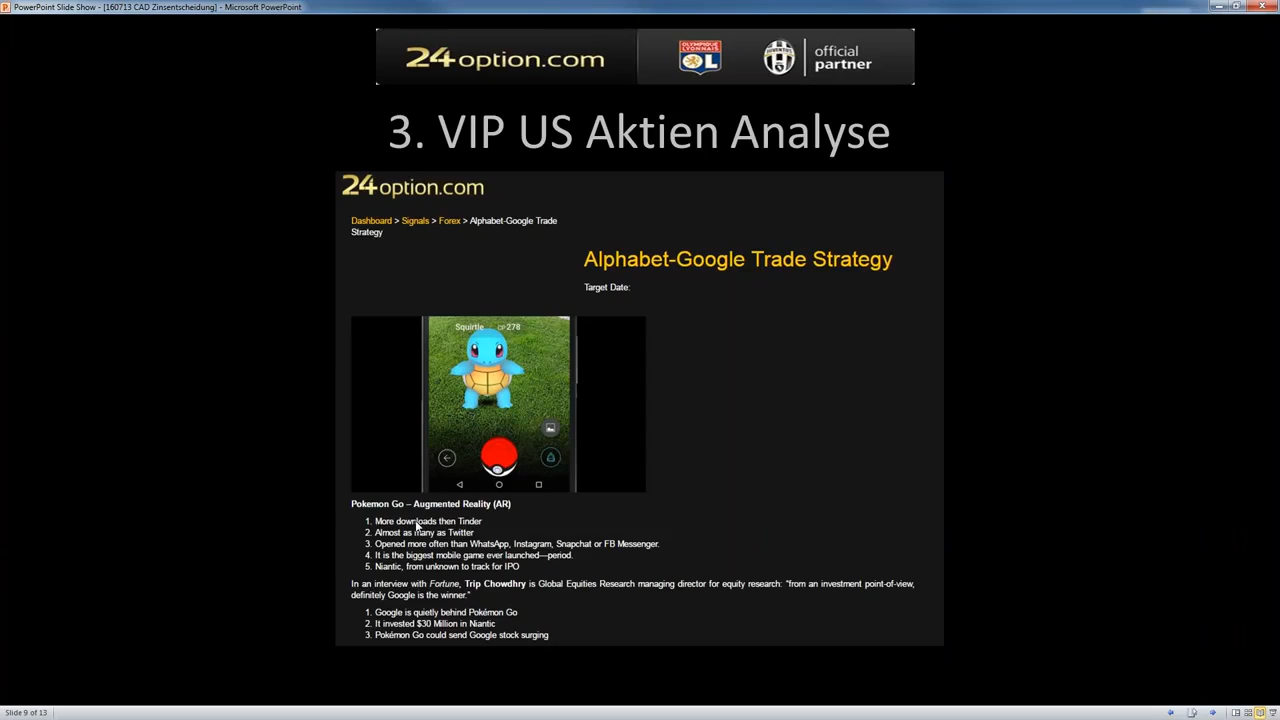 PowerPoint Slide Show - [160713 CAD Zinsentscheidung] - Microsoft PowerPoint
24option.com
OLYMPIQUE LYONNAIS
OL
official
partner
3. VIP US Aktien Analyse
24option.com
Dashboard > Signals > Forex > Alphabet-Google Trade
Strategy
Alphabet-Google Trade Strategy
Target Date:
Squirtle CP278
Pokemon Go – Augmented Reality (AR)
1. More downloads then Tinder
2. Almost as many as Twitter
3. Opened more often than WhatsApp, Instagram, Snapchat or FB Messenger.
4. It is the biggest mobile game ever launched—period.
5. Niantic, from unknown to track for IPO
In an interview with Fortune, Trip Chowdhry is Global Equities Research managing director for equity research: "from an investment point-of-view,
definitely Google is the winner."
1. Google is quietly behind Pokémon Go
2. It invested $30 Million in Niantic
3. Pokémon Go could send Google stock surging
Slide 9 of 13